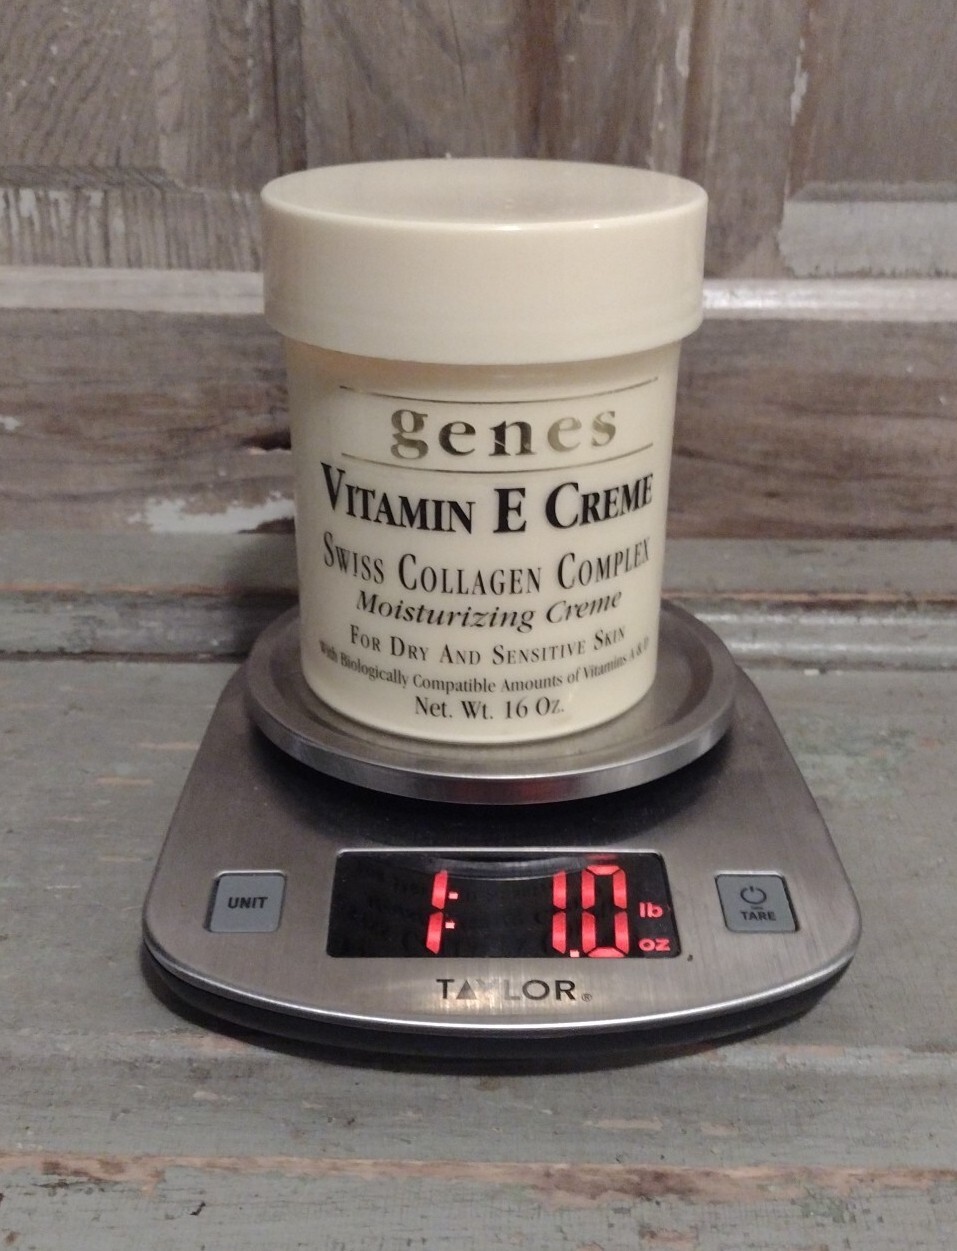 genes
VITAMIN E CREME
SWISS COLLAGEN COMPLEX
Moisturizing Creme
FOR DRY AND SENSITIVE SKIN
With Biologically Compatible Amounts of Vitamins A & D
Net. Wt. 16 Oz.
UNIT
1: 1.0 lb oz
TARE
TAYLOR®